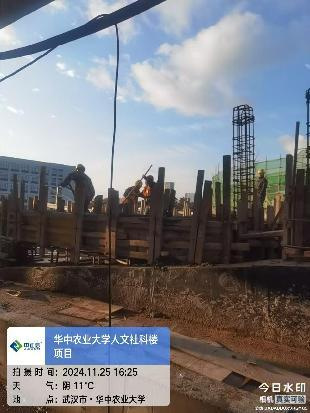 华中农业大学人文社科楼
项目
拍摄时间：2024.11.25 16:25
天　气：阴 11℃
地　点：武汉市·华中农业大学
今日水印
相机 真实可验